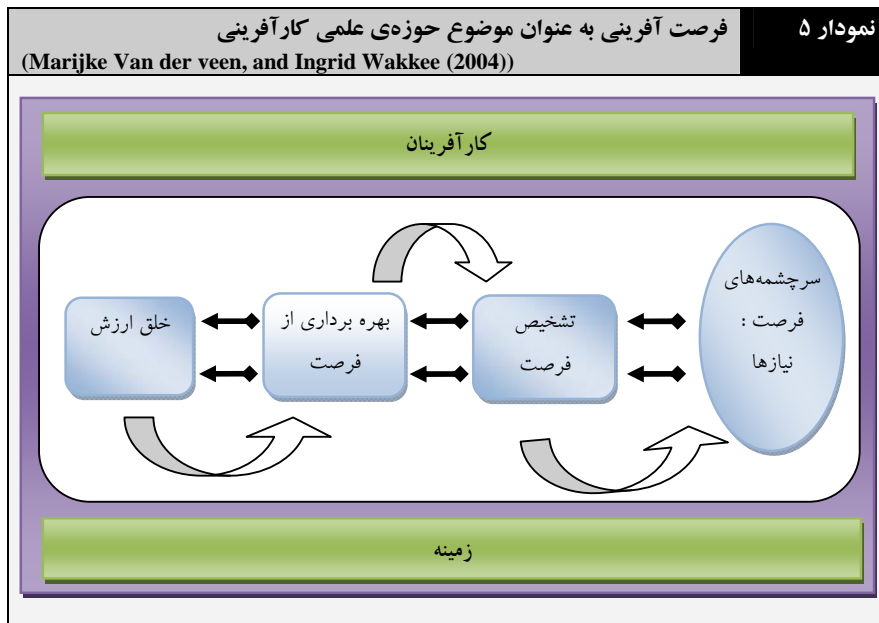 نمودار ۵
فرصت آفرینی به عنوان موضوع حوزه‌ی علمی کارآفرینی
(Marijke Van der veen, and Ingrid Wakkee (2004))
کارآفرینان
سرچشمه‌های
فرصت :
نیازها
تشخیص
فرصت
بهره برداری از
فرصت
خلق ارزش
زمینه